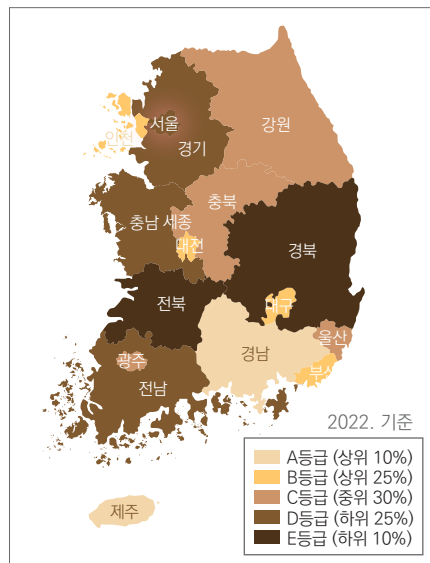 서울
인천
경기
강원
충남
세종
충북
대전
경북
전북
대구
경남
울산
광주
부산
전남
제주
2022. 기준
A등급 (상위 10%)
B등급 (상위 25%)
C등급 (중위 30%)
D등급 (하위 25%)
E등급 (하위 10%)